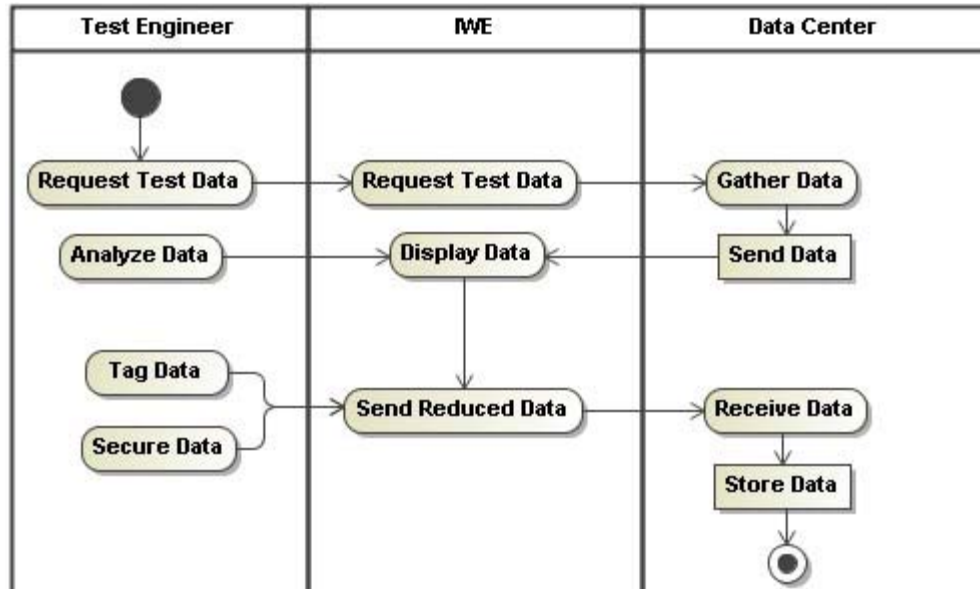 Test Engineer
IWE
Data Center
Request Test Data
Request Test Data
Gather Data
Analyze Data
Display Data
Send Data
Tag Data
Send Reduced Data
Receive Data
Secure Data
Store Data